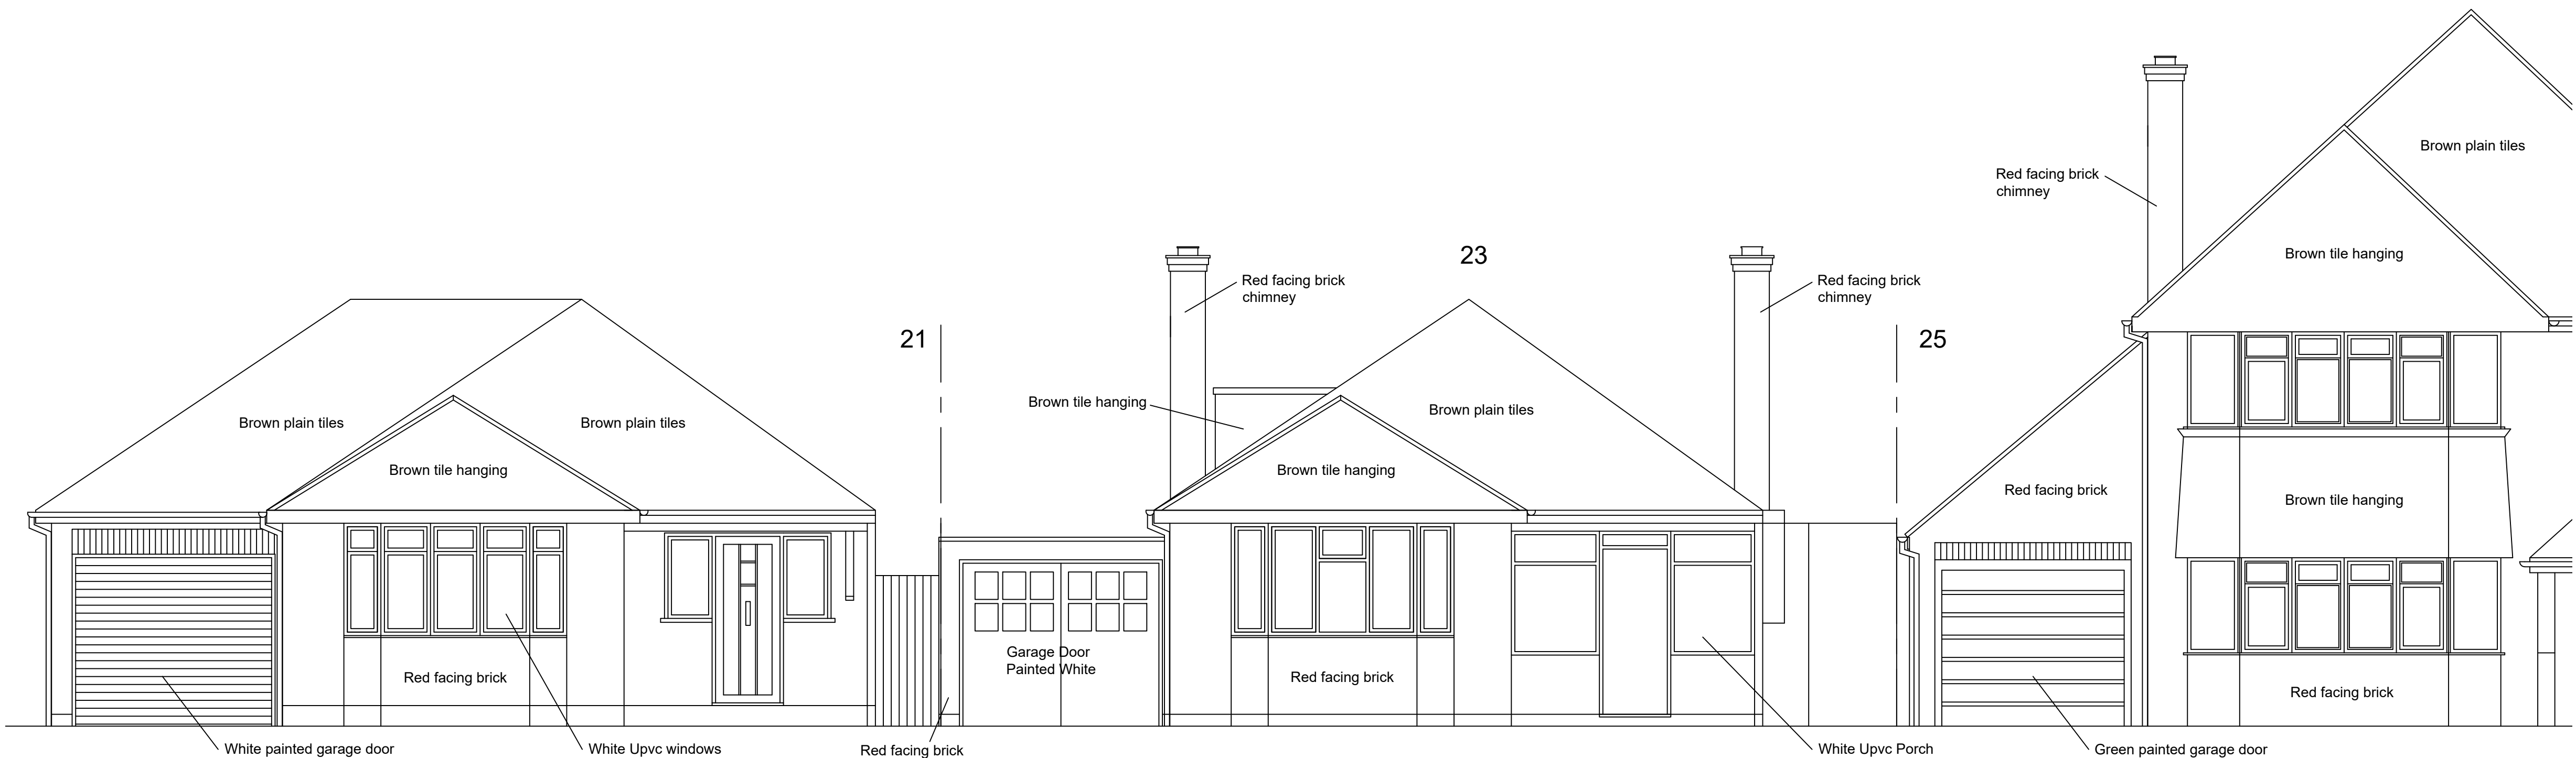 Brown plain tiles
Red facing brick
chimney
23
Brown tile hanging
Red facing brick
chimney
Red facing brick
chimney
21
25
Brown tile hanging
Brown plain tiles
Brown plain tiles
Brown plain tiles
Brown tile hanging
Brown tile hanging
Red facing brick
Brown tile hanging
Garage Door
Painted White
Red facing brick
Red facing brick
Red facing brick
White painted garage door
White Upvc windows
Red facing brick
White Upvc Porch
Green painted garage door